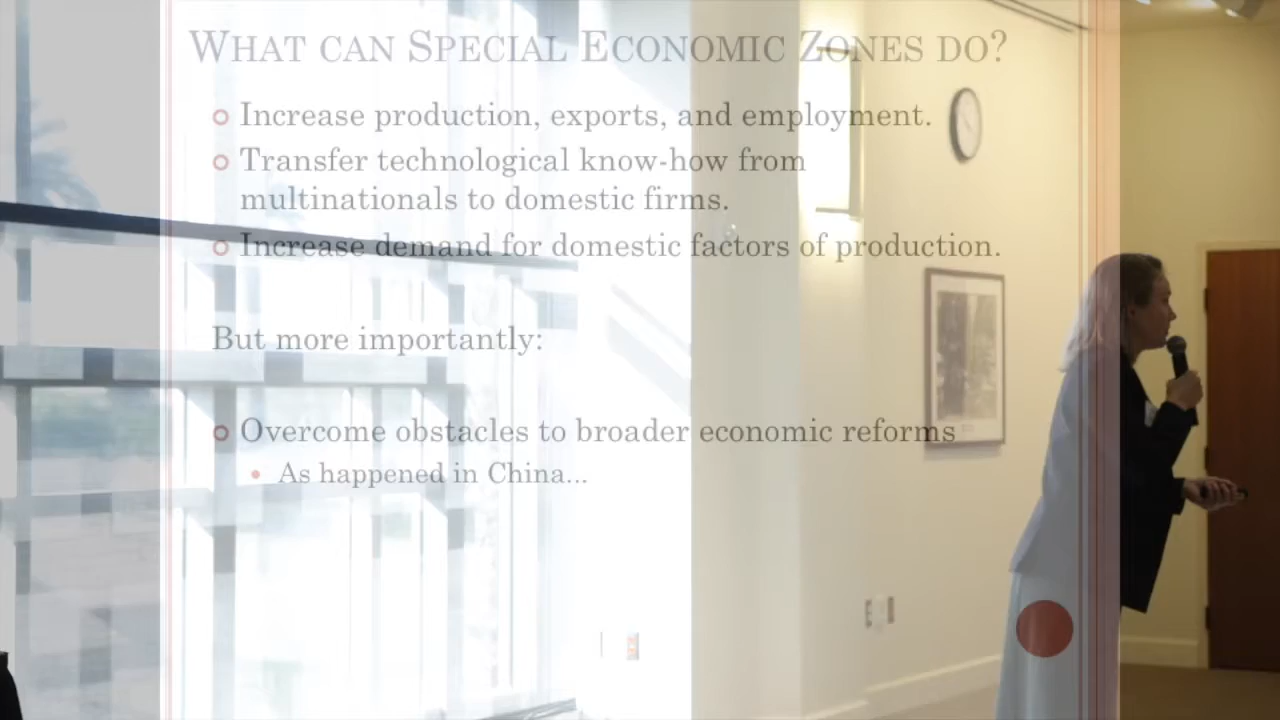 WHAT CAN SPECIAL ECONOMIC ZONES DO?
Increase production, exports, and employment.
Transfer technological know-how from
multinationals to domestic firms.
Increase demand for domestic factors of production.
But more importantly:
Overcome obstacles to broader economic reforms
As happened in China...